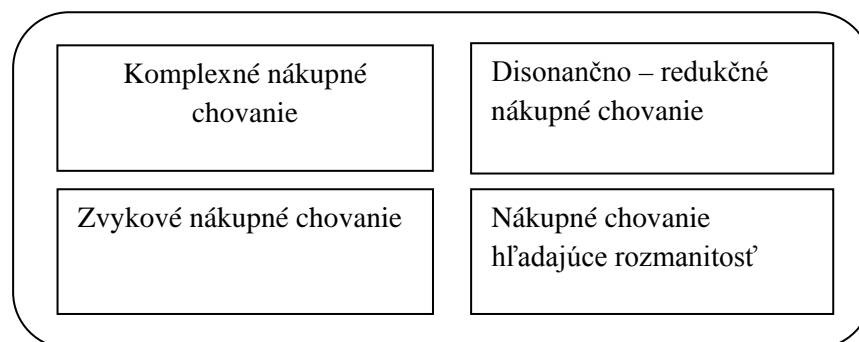 Komplexné nákupné
chovanie
Disonančno – redukčné
nákupné chovanie
Zvykové nákupné chovanie
Nákupné chovanie
hľadajúce rozmanitosť